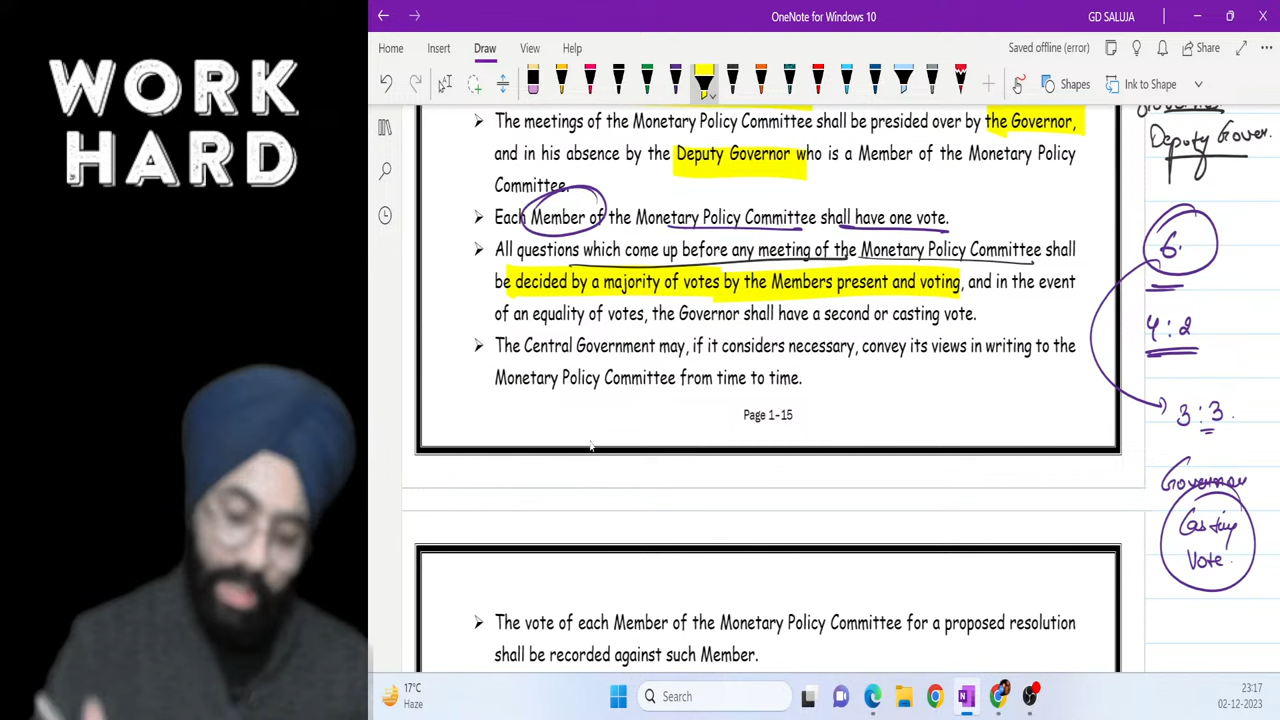 WORK
HARD
OneNote for Windows 10
GD SALUJA
Home
Insert
Draw
View
Help
Saved offline (error)
Share
Shapes
Ink to Shape
➢ The meetings of the Monetary Policy Committee shall be presided over by the Governor,
and in his absence by the Deputy Governor who is a Member of the Monetary Policy
Committee.
➢ Each Member of the Monetary Policy Committee shall have one vote.
➢ All questions which come up before any meeting of the Monetary Policy Committee shall
be decided by a majority of votes by the Members present and voting, and in the event
of an equality of votes, the Governor shall have a second or casting vote.
➢ The Central Government may, if it considers necessary, convey its views in writing to the
Monetary Policy Committee from time to time.
Page 1-15
➢ The vote of each Member of the Monetary Policy Committee for a proposed resolution
shall be recorded against such Member.
Deputy Gover.
6.
4:2
3:3.
Governor
Casting
Vote.
17°C
Haze
Search
23:17
02-12-2023